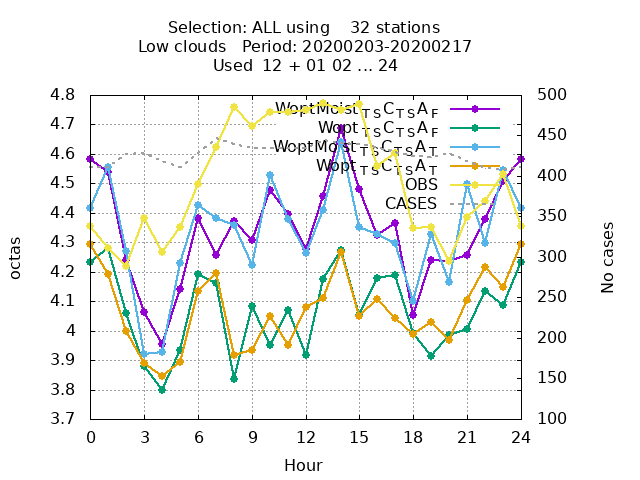 Selection: ALL using    32 stations
Low clouds   Period: 20200203-20200217
Used  12 + 01 02 ... 24
4.8
4.7
4.6
4.5
4.4
4.3
4.2
4.1
4
3.9
3.8
3.7
octas
500
450
400
350
300
250
200
150
100
No cases
WoptMoist TS C TS A F
Wopt TS C TS A F
WoptMoist TS C TS A T
Wopt TS C TS A T
OBS
CASES
0 3 6 9 12 15 18 21 24
Hour